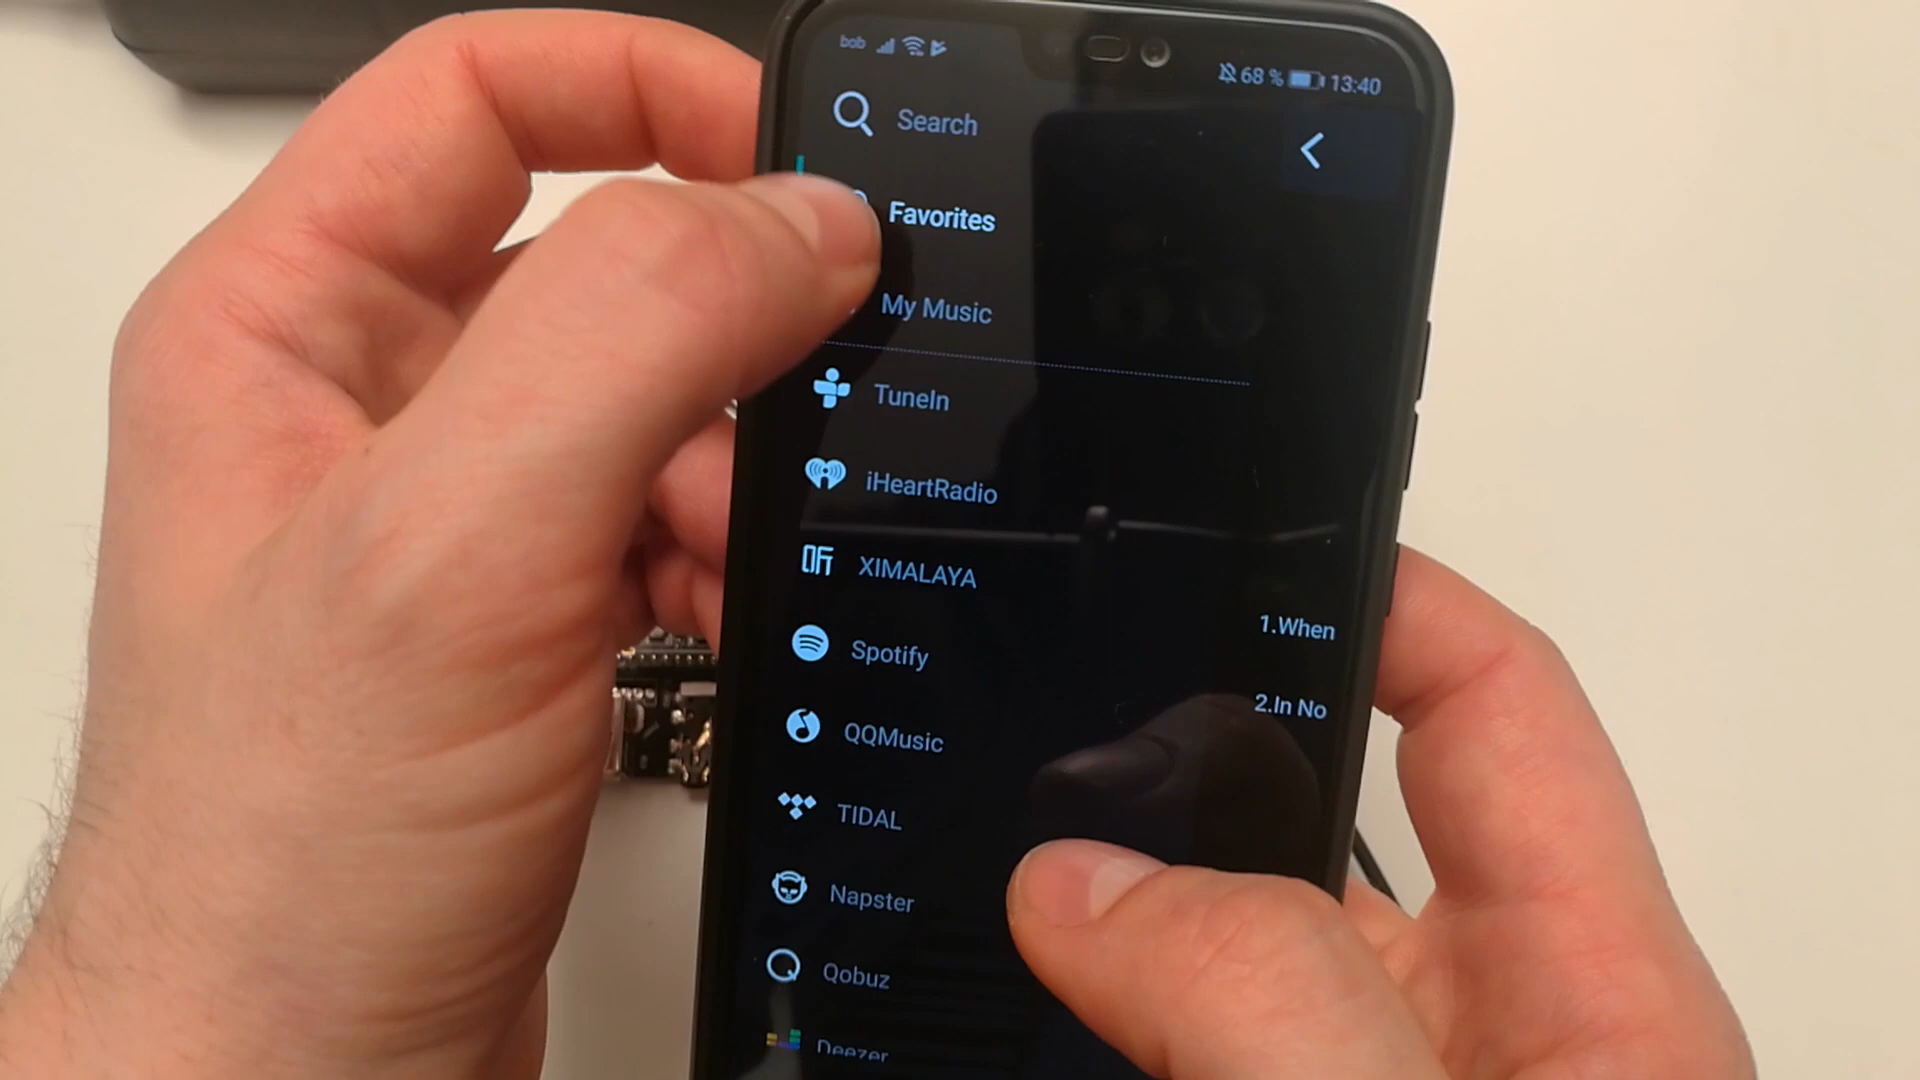 bob 68 % 13:40
Search
Favorites
My Music
TuneIn
iHeartRadio
XIMALAYA
1.When
Spotify
2.In No
QQMusic
TIDAL
Napster
Qobuz
Deezer